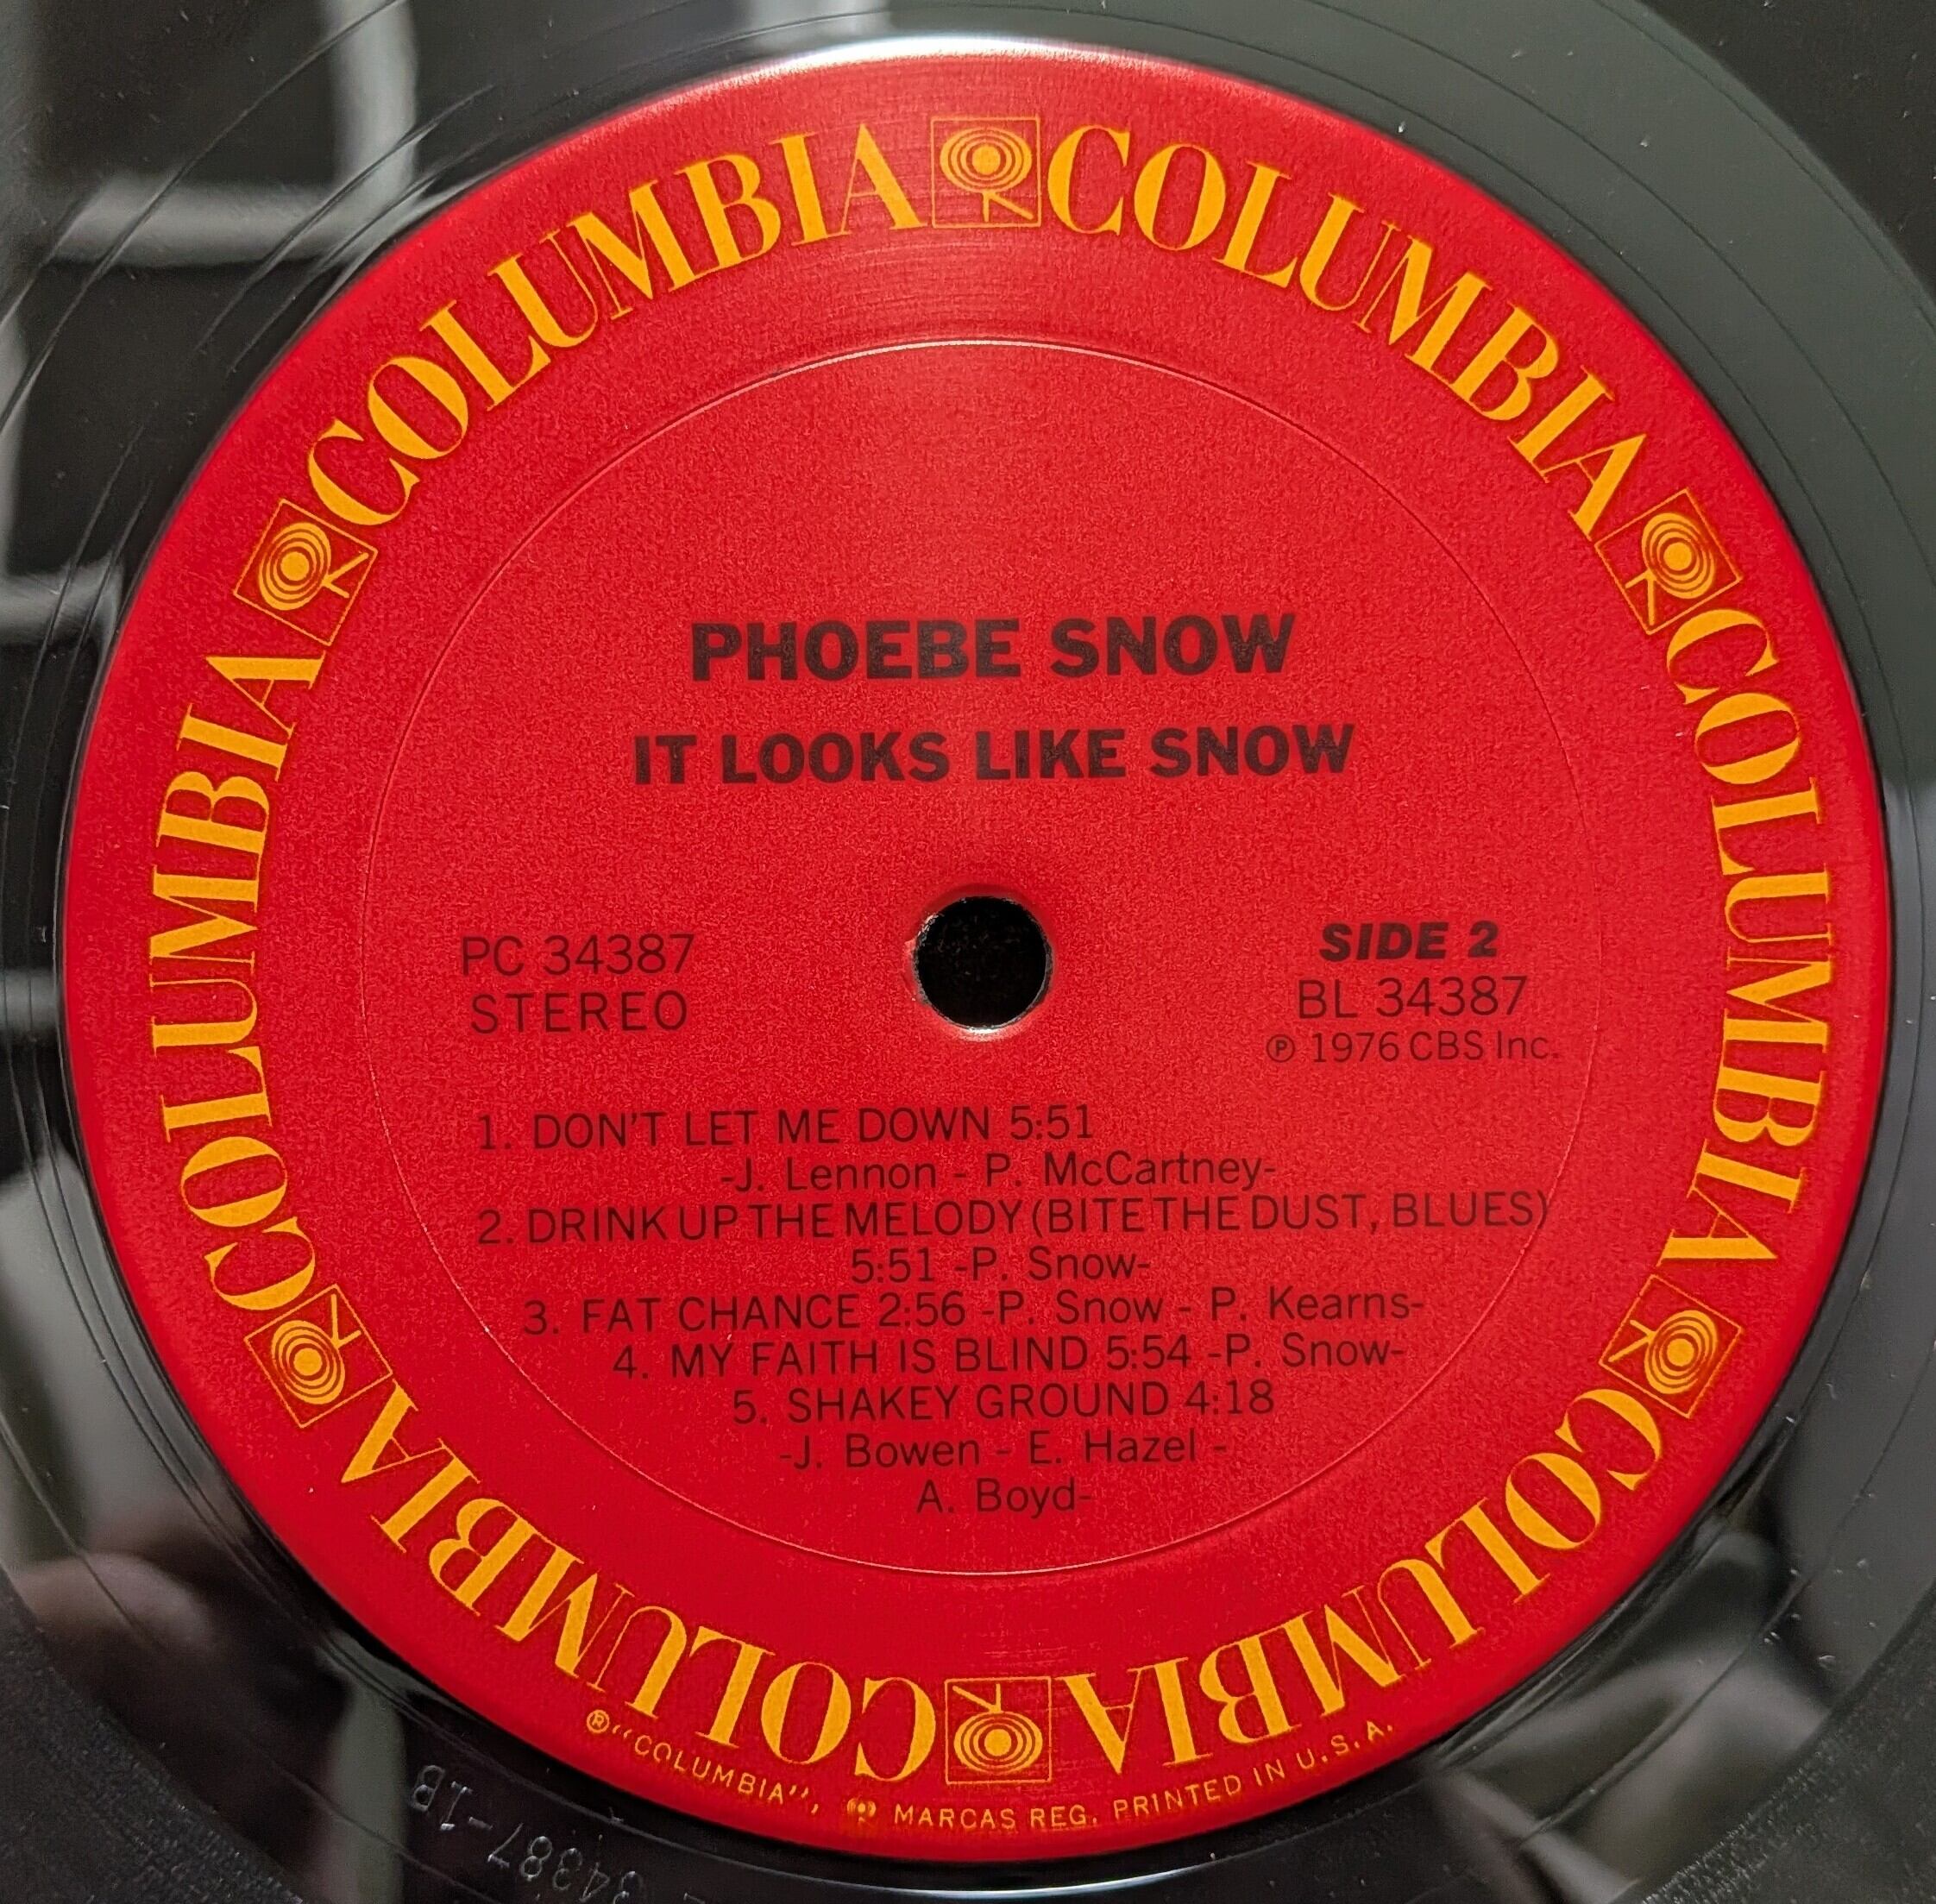 COLUMBIA COLUMBIA COLUMBIA COLUMBIA COLUMBIA COLUMBIA
PHOEBE SNOW
IT LOOKS LIKE SNOW
PC 34387
STEREO
SIDE 2
BL 34387
℗ 1976 CBS Inc.
1. DON'T LET ME DOWN 5:51
-J. Lennon - P. McCartney-
2. DRINK UP THE MELODY (BITE THE DUST, BLUES)
5:51 -P. Snow-
3. FAT CHANCE 2:56 -P. Snow - P. Kearns-
4. MY FAITH IS BLIND 5:54 -P. Snow-
5. SHAKEY GROUND 4:18
-J. Bowen - E. Hazel -
A. Boyd-
® "COLUMBIA", MARCAS REG. PRINTED IN U.S.A.
34387-1B